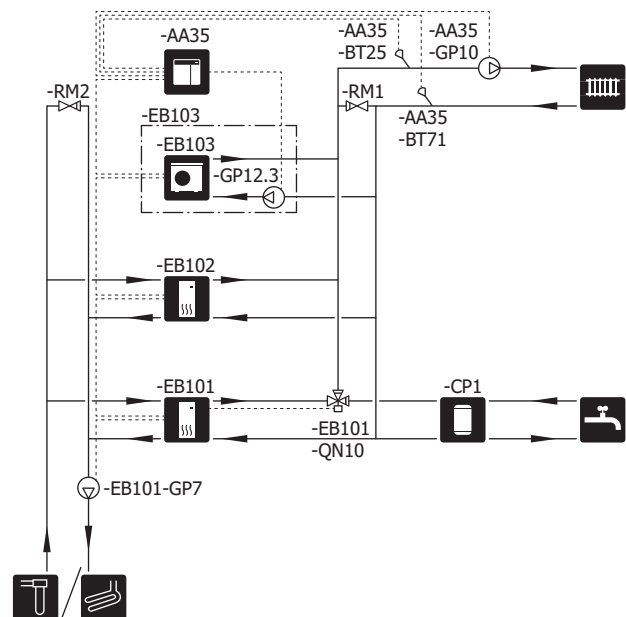 -AA35
-AA35
-BT25
-AA35
-GP10
-RM2
-RM1
-EB103
-EB103
-GP12.3
-AA35
-BT71
-EB102
-EB101
-CP1
-EB101
-QN10
-EB101-GP7